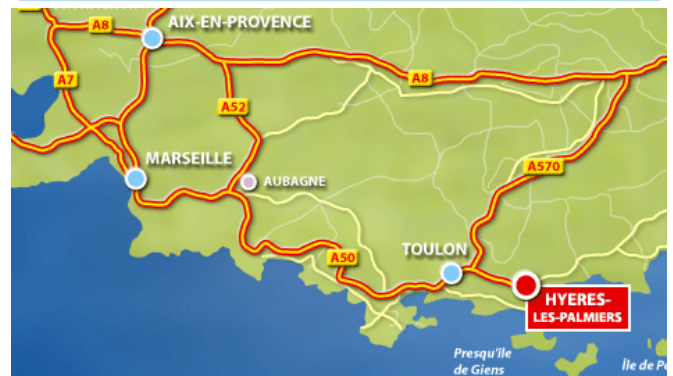 AIX-EN-PROVENCE
A8
A7
A8
A52
MARSEILLE
AUBAGNE
A570
TOULON
A50
HYERES-
LES-PALMIERS
Presqu'île
de Giens
Île de